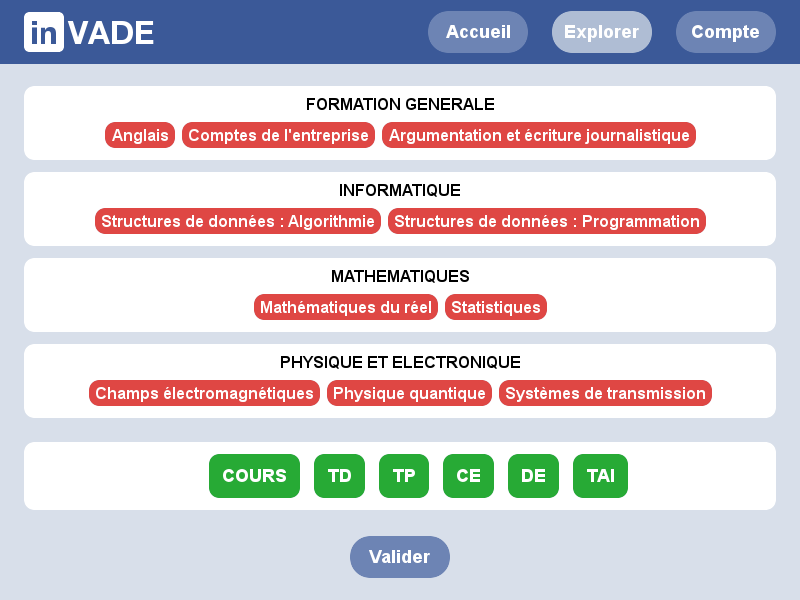 inVADE Accueil Explorer Compte
FORMATION GENERALE
Anglais Comptes de l'entreprise Argumentation et écriture journalistique
INFORMATIQUE
Structures de données : Algorithmie Structures de données : Programmation
MATHEMATIQUES
Mathématiques du réel Statistiques
PHYSIQUE ET ELECTRONIQUE
Champs électromagnétiques Physique quantique Systèmes de transmission
COURS TD TP CE DE TAI
Valider